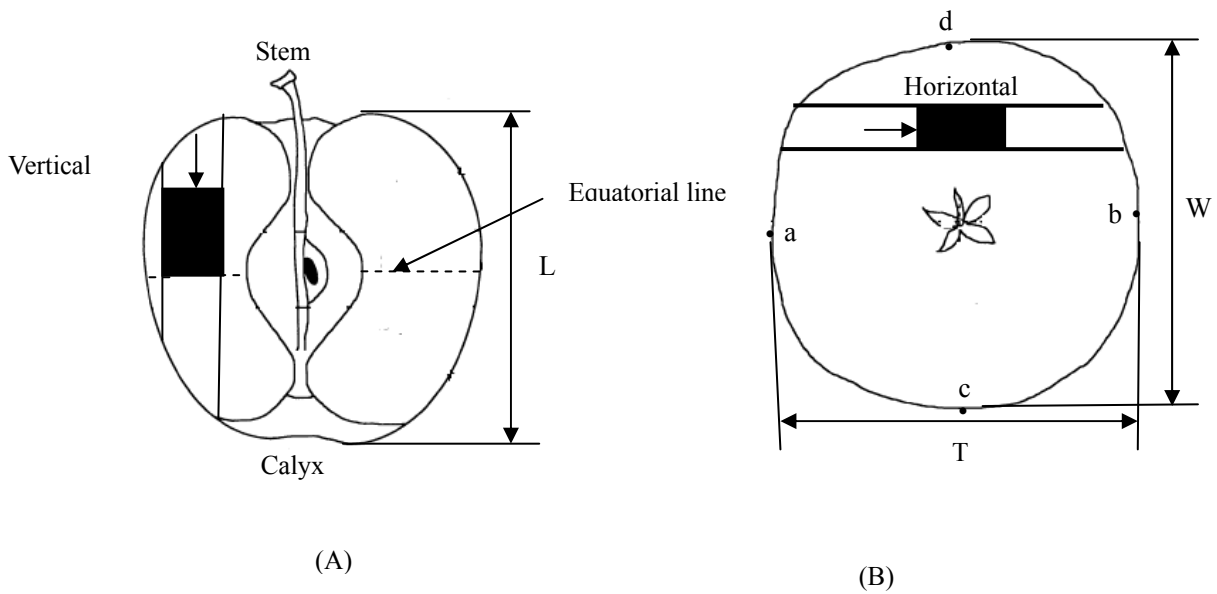 Stem
Vertical
Equatorial line
L
Calyx
(A)
d
Horizontal
a
b
W
c
T
(B)